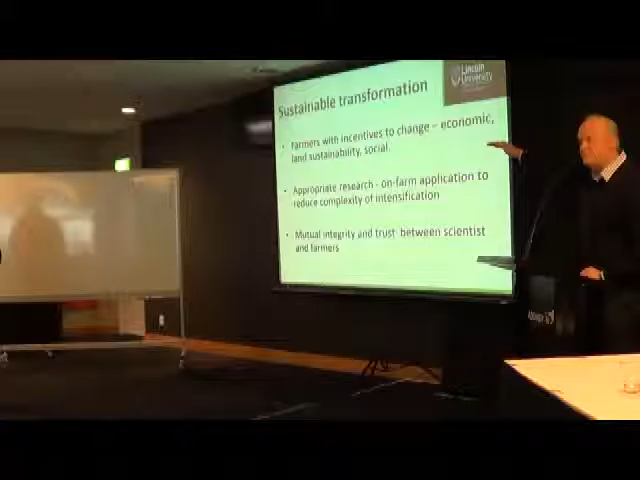 Sustainable transformation
Lincoln
University
• Farmers with incentives to change – economic,
land sustainability, social.
• Appropriate research - on-farm application to
reduce complexity of intensification
• Mutual integrity and trust between scientist
and farmers